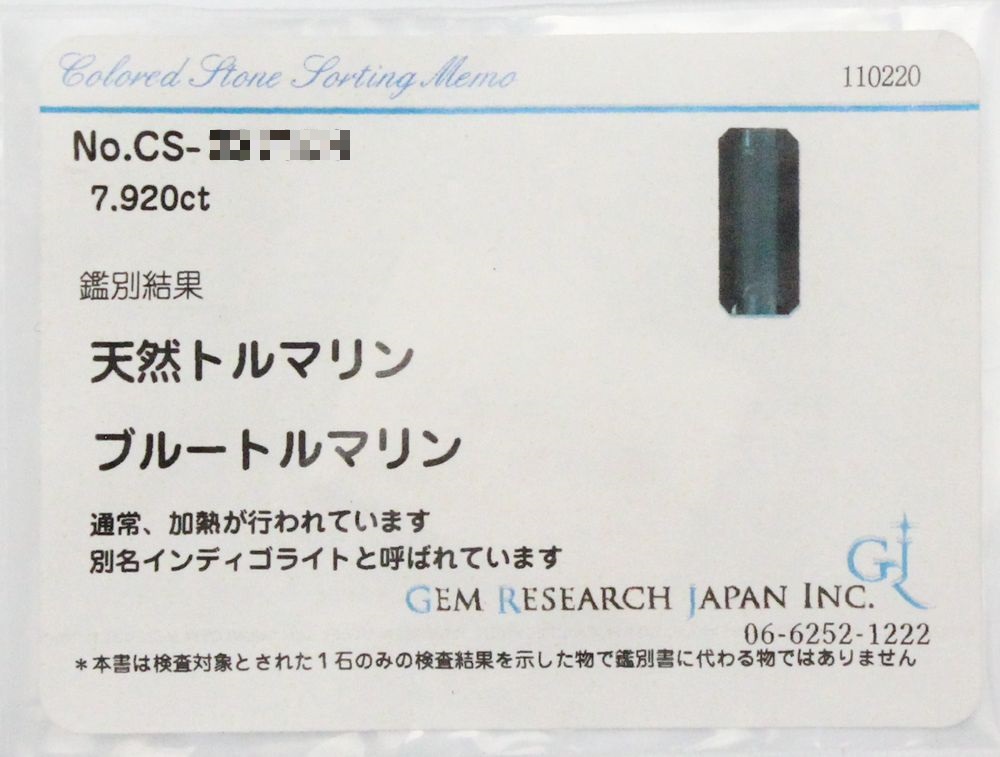 Colored Stone Sorting Memo
110220
No.CS-
7.920ct
鑑別結果
天然トルマリン
ブルートルマリン
通常、加熱が行われています
別名インディゴライトと呼ばれています
GEM RESEARCH JAPAN INC.
06-6252-1222
*本書は検査対象とされた1石のみの検査結果を示した物で鑑別書に代わる物ではありません